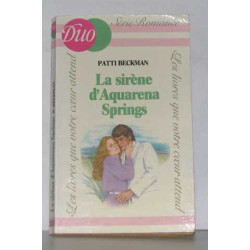 Duo
Série Romance
PATTI BECKMAN
La sirène
d'Aquarena
Springs
Les livres que votre cœur attend
Les livres que votre cœur attend